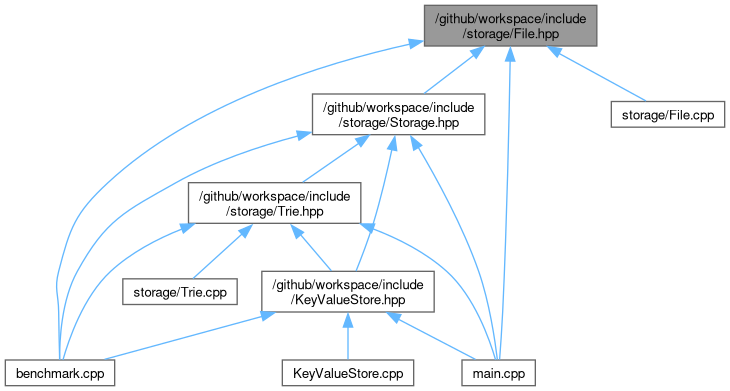 /github/workspace/include
/storage/File.hpp
/github/workspace/include
/storage/Storage.hpp
storage/File.cpp
/github/workspace/include
/storage/Trie.hpp
storage/Trie.cpp
/github/workspace/include
/KeyValueStore.hpp
benchmark.cpp
KeyValueStore.cpp
main.cpp